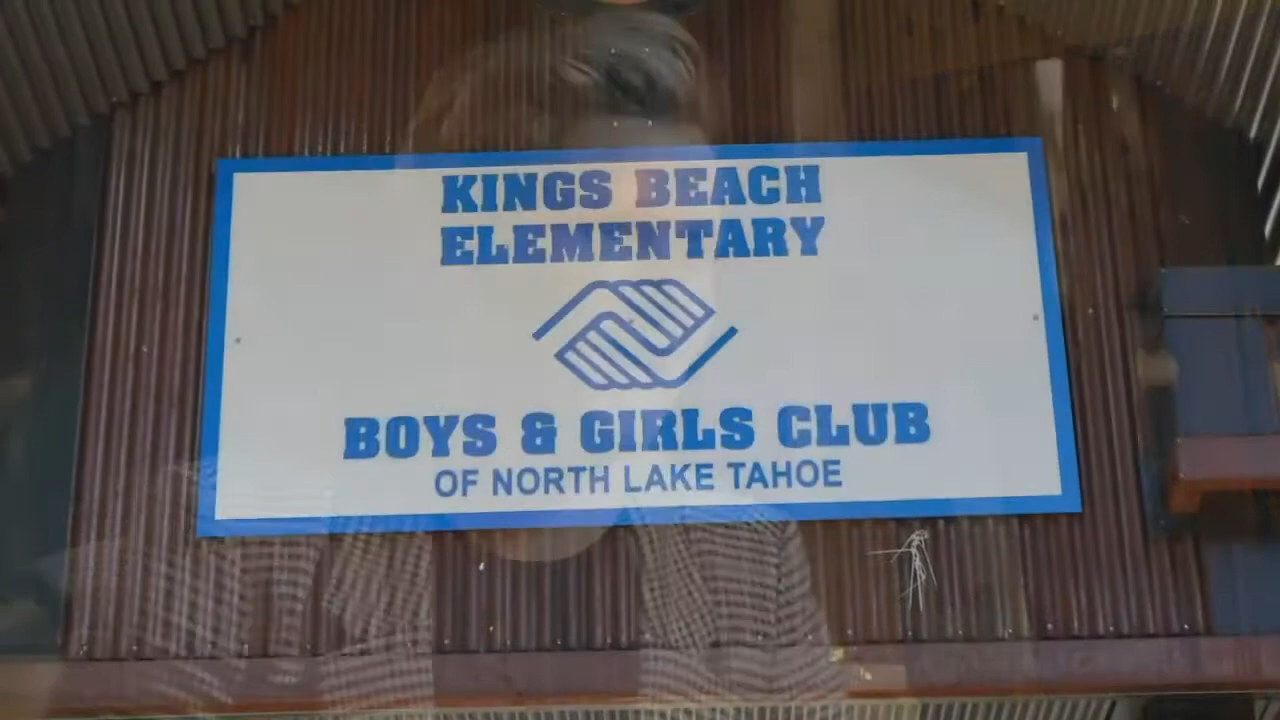 KINGS BEACH
ELEMENTARY
BOYS & GIRLS CLUB
OF NORTH LAKE TAHOE